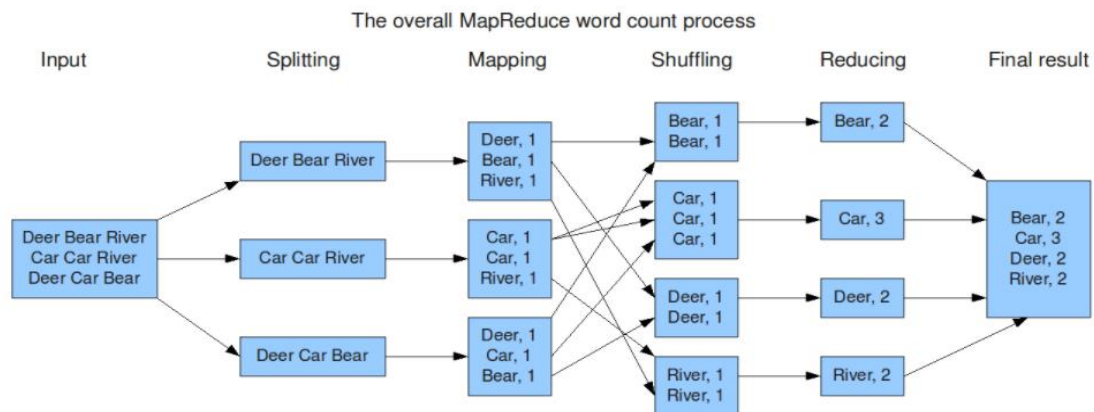 The overall MapReduce word count process
Input
Splitting
Mapping
Shuffling
Reducing
Final result
Deer Bear River
Car Car River
Deer Car Bear
Deer Bear River
Car Car River
Deer Car Bear
Deer, 1
Bear, 1
River, 1
Car, 1
Car, 1
River, 1
Deer, 1
Car, 1
Bear, 1
Bear, 1
Bear, 1
Car, 1
Car, 1
Car, 1
Deer, 1
Deer, 1
River, 1
River, 1
Bear, 2
Car, 3
Deer, 2
River, 2
Bear, 2
Car, 3
Deer, 2
River, 2